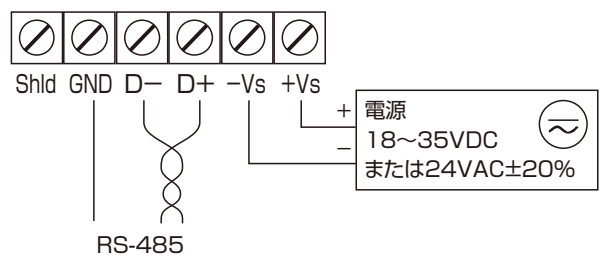 Shld GND D− D+ −Vs +Vs
+ 電源
18～35VDC
− または24VAC±20%
RS-485